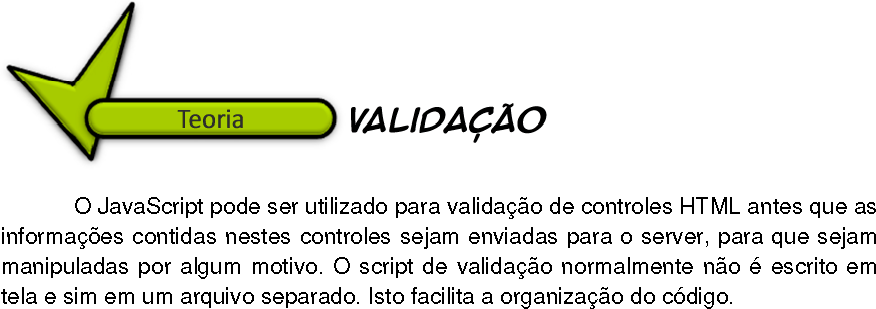 Teoria
VALIDAÇÃO
O JavaScript pode ser utilizado para validação de controles HTML antes que as
informações contidas nestes controles sejam enviadas para o server, para que sejam
manipuladas por algum motivo. O script de validação normalmente não é escrito em
tela e sim em um arquivo separado. Isto facilita a organização do código.